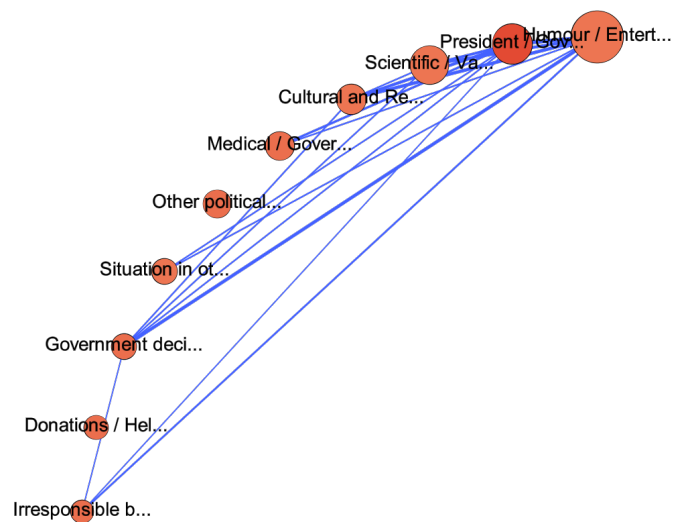 Humour / Entert...
President / Gov...
Scientific / Va...
Cultural and Re...
Medical / Gover...
Other political...
Situation in ot...
Government deci...
Donations / Hel...
Irresponsible b...